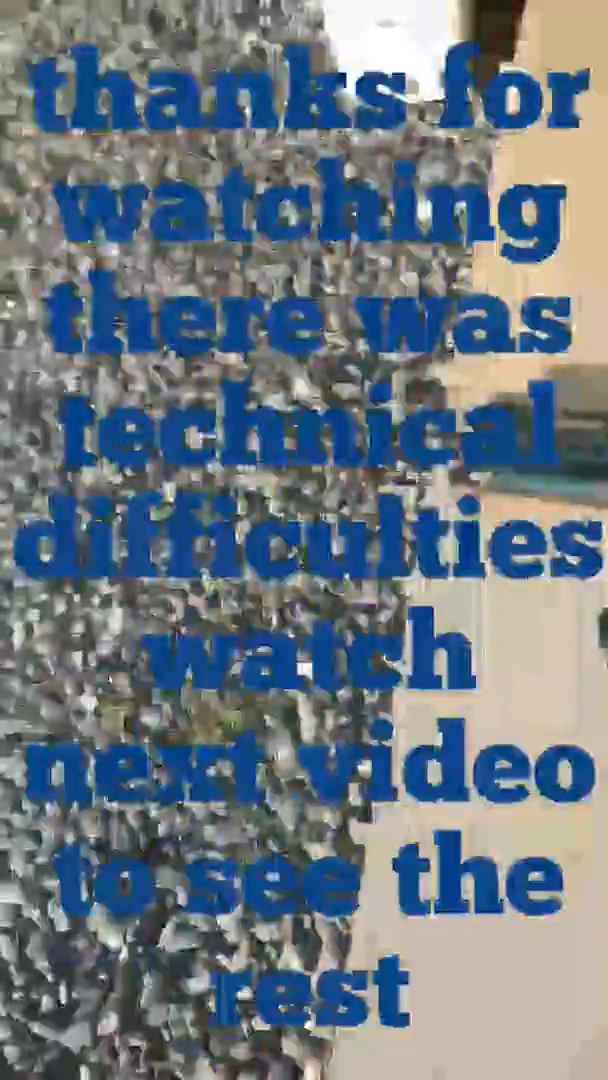 thanks for
watching
there was
technical
difficulties
watch
next video
to see the
rest